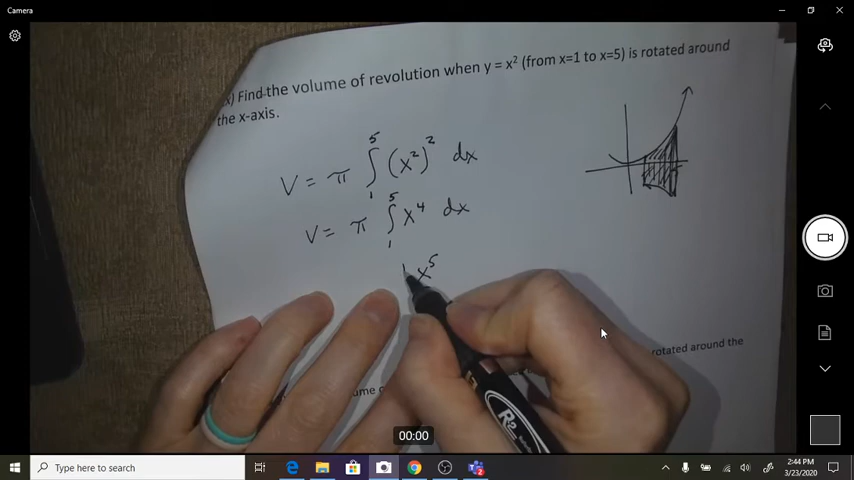 Camera
x) Find the volume of revolution when y = x² (from x=1 to x=5) is rotated around
the x-axis.
V = π ∫₁⁵ (x²)² dx
V = π ∫₁⁵ x⁴ dx
x⁵
rotated around the
ume
R2
00:00
Type here to search
2:44 PM
3/23/2020